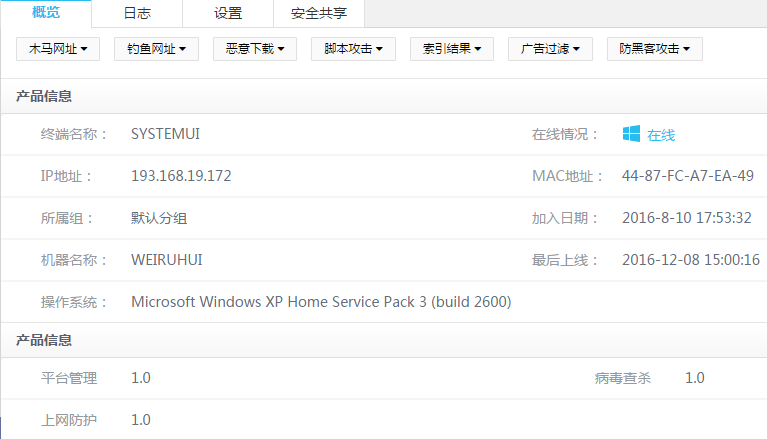 概览 日志 设置 安全共享
木马网址 钓鱼网址 恶意下载 脚本攻击 索引结果 广告过滤 防黑客攻击
产品信息
终端名称： SYSTEMUI 在线情况： 在线
IP地址： 193.168.19.172 MAC地址： 44-87-FC-A7-EA-49
所属组： 默认分组 加入日期： 2016-8-10 17:53:32
机器名称： WEIRUHUI 最后上线： 2016-12-08 15:00:16
操作系统： Microsoft Windows XP Home Service Pack 3 (build 2600)
产品信息
平台管理 1.0 病毒查杀 1.0
上网防护 1.0